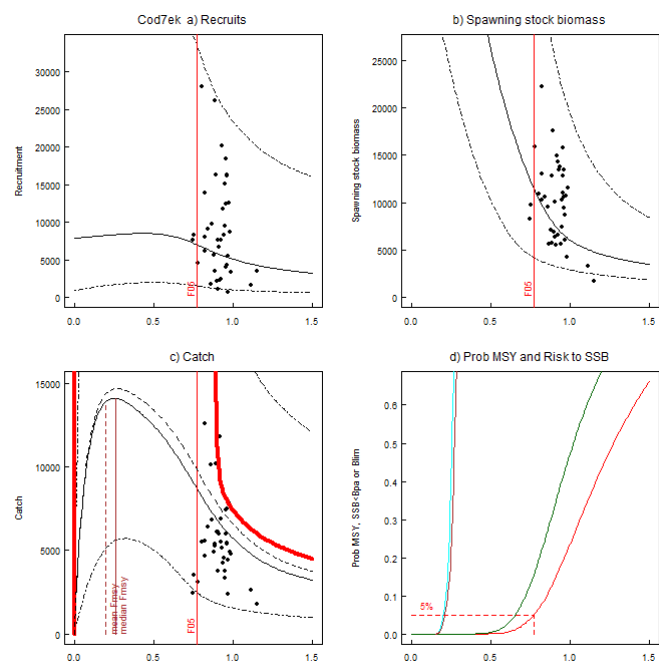 Cod7ek a) Recruits
Recruitment
35000
30000
25000
20000
15000
10000
5000
0
F05
0.0 0.5 1.0 1.5
b) Spawning stock biomass
Spawning stock biomass
25000
20000
15000
10000
5000
0
F05
0.0 0.5 1.0 1.5
c) Catch
Catch
15000
10000
5000
0
mean Fmsy
median Fmsy
F05
0.0 0.5 1.0 1.5
d) Prob MSY and Risk to SSB
Prob MSY, SSB<Bpa or Blim
0.6
0.5
0.4
0.3
0.2
0.1
0.0
5%
0.0 0.5 1.0 1.5